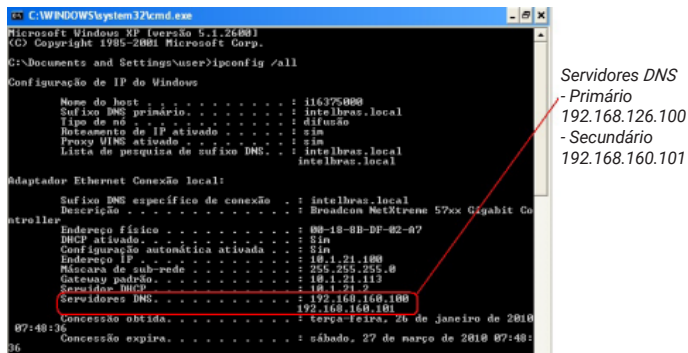 C:\WINDOWS\system32\cmd.exe
Microsoft Windows XP [versão 5.1.2600]
(C) Copyright 1985-2001 Microsoft Corp.
C:\Documents and Settings\user>ipconfig /all
Configuração de IP do Windows
Nome do host . . . . . . . . . . . : i16375000
Sufixo DNS primário. . . . . . . . : intelbras.local
Tipo de nó . . . . . . . . . . . . : difusão
Roteamento de IP ativado . . . . . : sim
Proxy WINS ativado . . . . . . . . : sim
Lista de pesquisa de sufixo DNS. . : intelbras.local
intelbras.local
Adaptador Ethernet Conexão local:
Sufixo DNS específico de conexão . : intelbras.local
Descrição . . . . . . . . . . . . : Broadcom NetXtreme 57xx Gigabit Co
ntroller
Endereço físico . . . . . . . . . : 00-18-8B-DF-02-A7
DHCP ativado. . . . . . . . . . . : Sim
Configuração automática ativada . : Sim
Endereço IP . . . . . . . . . . . : 10.1.21.100
Máscara de sub-rede . . . . . . . : 255.255.255.0
Gateway padrão. . . . . . . . . . : 10.1.21.113
Servidor DHCP . . . . . . . . . . : 10.1.21.2
Servidores DNS. . . . . . . . . . : 192.168.160.100
192.168.160.101
Concessão obtida. . . . . . . . . : terça-feira, 26 de janeiro de 2010
07:48:36
Concessão expira. . . . . . . . . : sábado, 27 de março de 2010 07:48:
36
Servidores DNS
- Primário
192.168.126.100
- Secundário
192.168.160.101